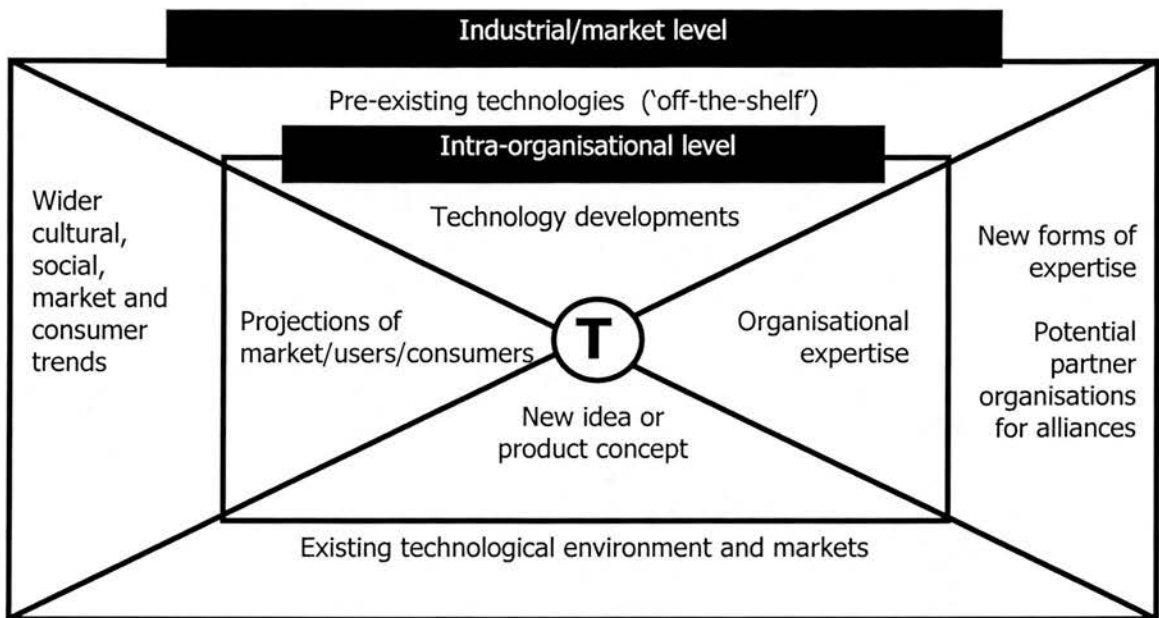 Industrial/market level
Pre-existing technologies ('off-the-shelf')
Intra-organisational level
Technology developments
Wider
cultural,
social,
market and
consumer
trends
Projections of
market/users/consumers
T
Organisational
expertise
New forms of
expertise
Potential
partner
organisations
for alliances
New idea or
product concept
Existing technological environment and markets